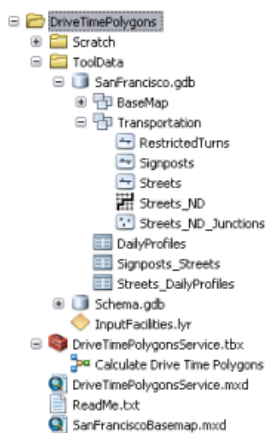 DriveTimePolygons
Scratch
ToolData
SanFrancisco.gdb
BaseMap
Transportation
RestrictedTurns
Signposts
Streets
Streets_ND
Streets_ND_Junctions
DailyProfiles
Signposts_Streets
Streets_DailyProfiles
Schema.gdb
InputFacilities.lyr
DriveTimePolygonsService.tbx
Calculate Drive Time Polygons
DriveTimePolygonsService.mxd
ReadMe.txt
SanFranciscoBasemap.mxd